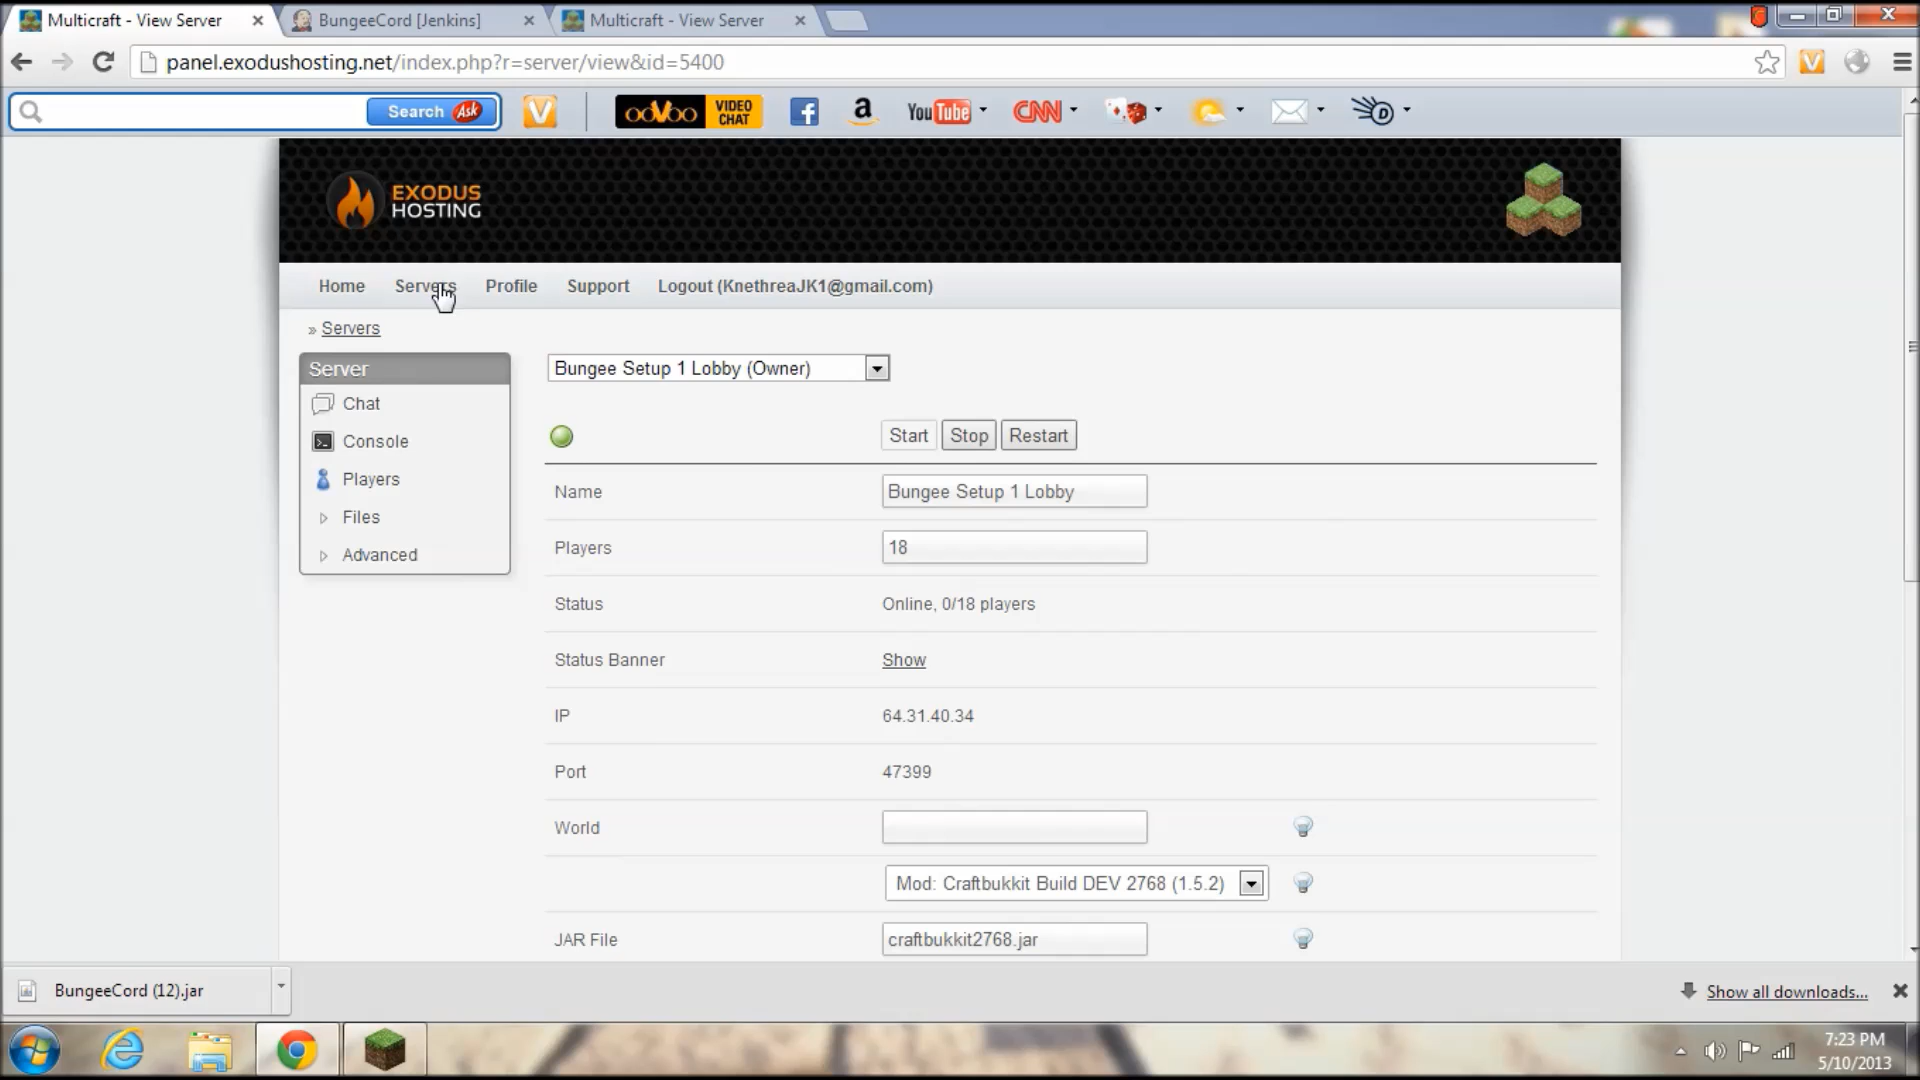 Multicraft - View Server
BungeeCord [Jenkins]
Multicraft - View Server
panel.exodushosting.net/index.php?r=server/view&id=5400
Search Ask
V
ooVoo VIDEO CHAT
f
a
YouTube
CNN
D
V
EXODUS
HOSTING
Home Servers Profile Support Logout (KnethreaJK1@gmail.com)
» Servers
Server
Chat
Console
Players
Files
Advanced
Bungee Setup 1 Lobby (Owner)
Start Stop Restart
Name Bungee Setup 1 Lobby
Players 18
Status Online, 0/18 players
Status Banner Show
IP 64.31.40.34
Port 47399
World
Mod: Craftbukkit Build DEV 2768 (1.5.2)
JAR File craftbukkit2768.jar
BungeeCord (12).jar
Show all downloads...
7:23 PM
5/10/2013